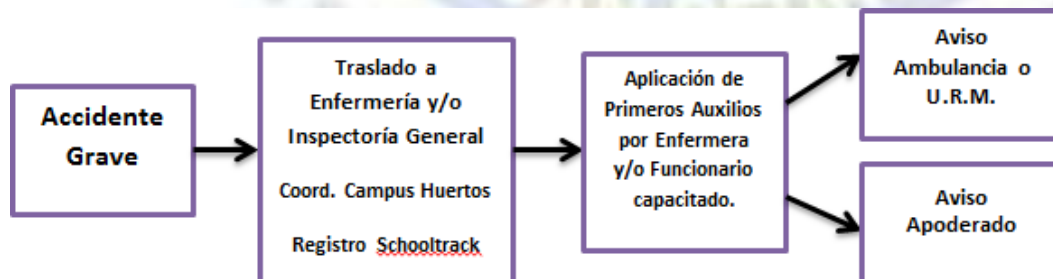 Accidente
Grave
Traslado a
Enfermería y/o
Inspectoría General
Coord. Campus Huertos
Registro Schooltrack
Aplicación de
Primeros Auxilios
por Enfermera
y/o Funcionario
capacitado.
Aviso
Ambulancia o
U.R.M.
Aviso
Apoderado